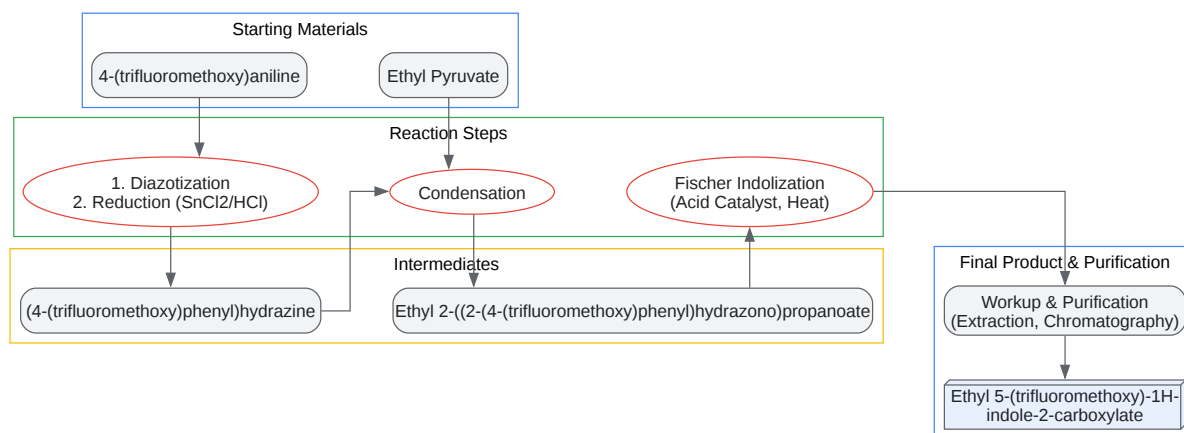 Starting Materials
4-(trifluoromethoxy)aniline
Ethyl Pyruvate
Reaction Steps
1. Diazotization
2. Reduction (SnCl2/HCl)
Condensation
Fischer Indolization
(Acid Catalyst, Heat)
Intermediates
(4-(trifluoromethoxy)phenyl)hydrazine
Ethyl 2-((2-(4-(trifluoromethoxy)phenyl)hydrazono)propanoate
Final Product & Purification
Workup & Purification
(Extraction, Chromatography)
Ethyl 5-(trifluoromethoxy)-1H-
indole-2-carboxylate